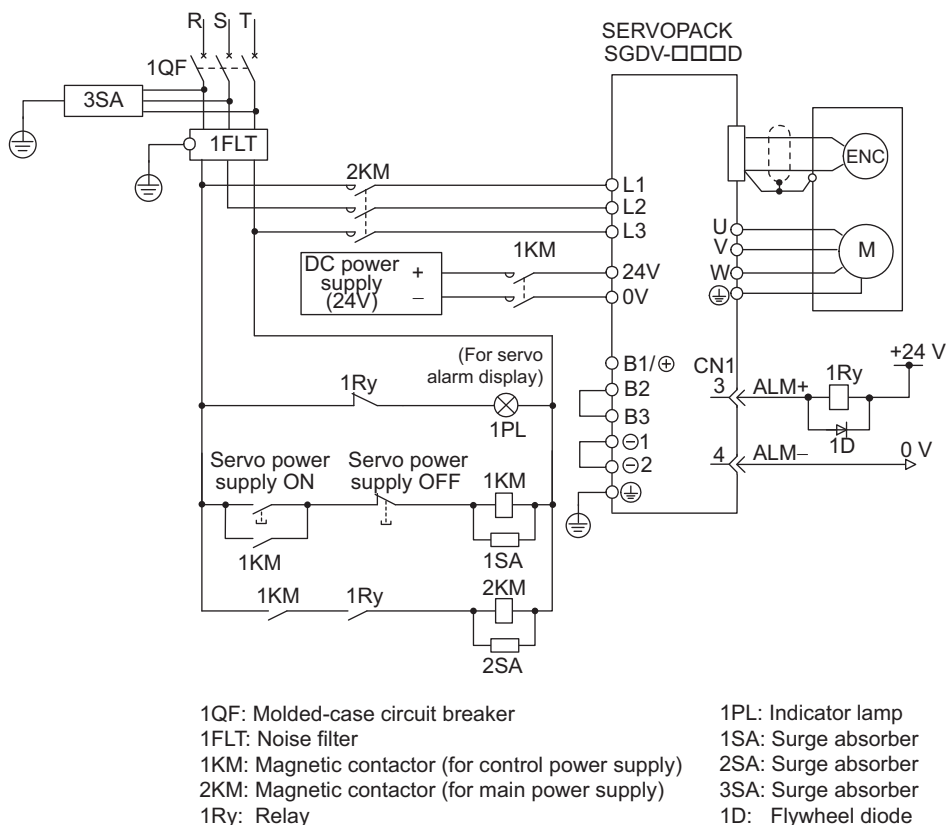 R S T
SERVOPACK
SGDV-□□□D
1QF
3SA
1FLT
2KM
ENC
L1
L2
L3
U
V
W
M
1KM
DC power
supply
(24V)
+
−
24V
0V
(For servo
alarm display)
B1/⊕
B2
B3
⊖1
⊖2
CN1
+24 V
3 ALM+
1Ry
1D
4 ALM−
0 V
1Ry
1PL
Servo power
supply ON
Servo power
supply OFF
1KM
1SA
1KM
1KM
1Ry
2KM
2SA
1QF: Molded-case circuit breaker
1FLT: Noise filter
1KM: Magnetic contactor (for control power supply)
2KM: Magnetic contactor (for main power supply)
1Ry: Relay
1PL: Indicator lamp
1SA: Surge absorber
2SA: Surge absorber
3SA: Surge absorber
1D: Flywheel diode